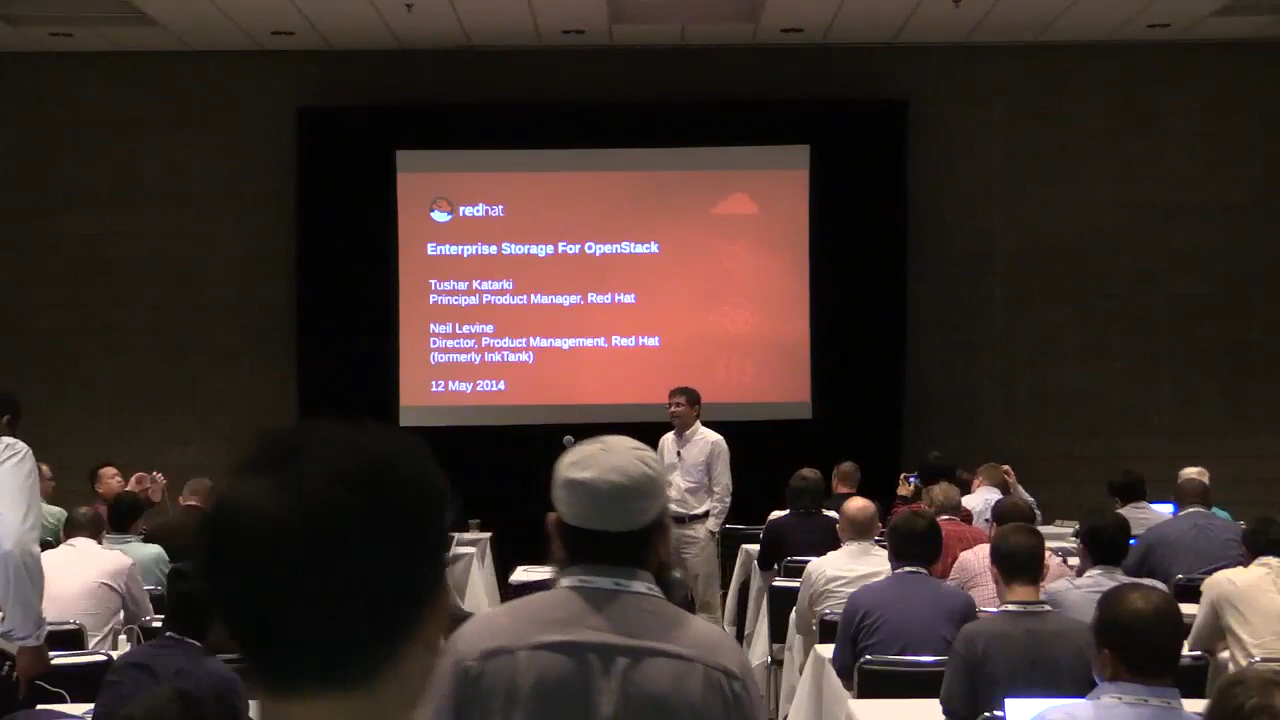 redhat
Enterprise Storage For OpenStack
Tushar Katarki
Principal Product Manager, Red Hat
Neil Levine
Director, Product Management, Red Hat
(formerly InkTank)
12 May 2014